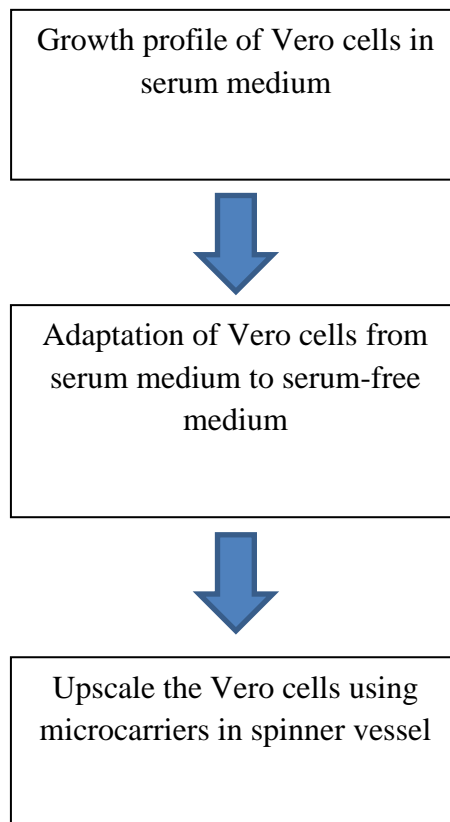 Growth profile of Vero cells in
serum medium
Adaptation of Vero cells from
serum medium to serum-free
medium
Upscale the Vero cells using
microcarriers in spinner vessel